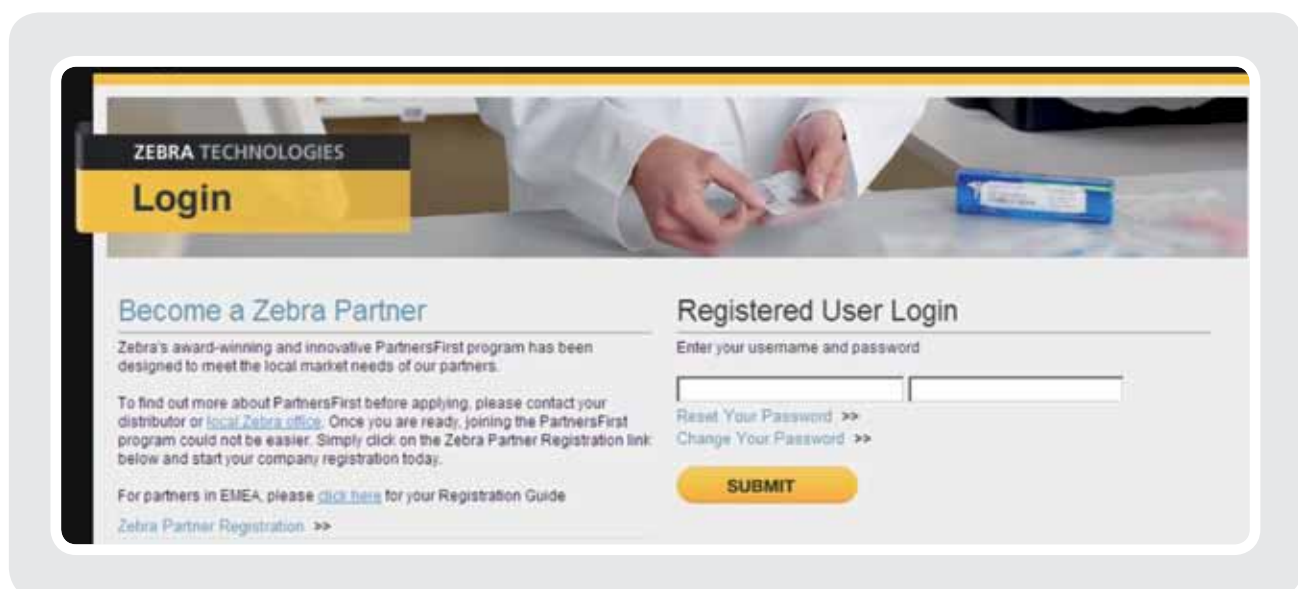 ZEBRA TECHNOLOGIES
Login
Become a Zebra Partner
Zebra's award-winning and innovative PartnersFirst program has been
designed to meet the local market needs of our partners.
To find out more about PartnersFirst before applying, please contact your
distributor or local Zebra office. Once you are ready, joining the PartnersFirst
program could not be easier. Simply click on the Zebra Partner Registration link
below and start your company registration today.
For partners in EMEA, please click here for your Registration Guide
Zebra Partner Registration >>
Registered User Login
Enter your username and password
Reset Your Password >>
Change Your Password >>
SUBMIT